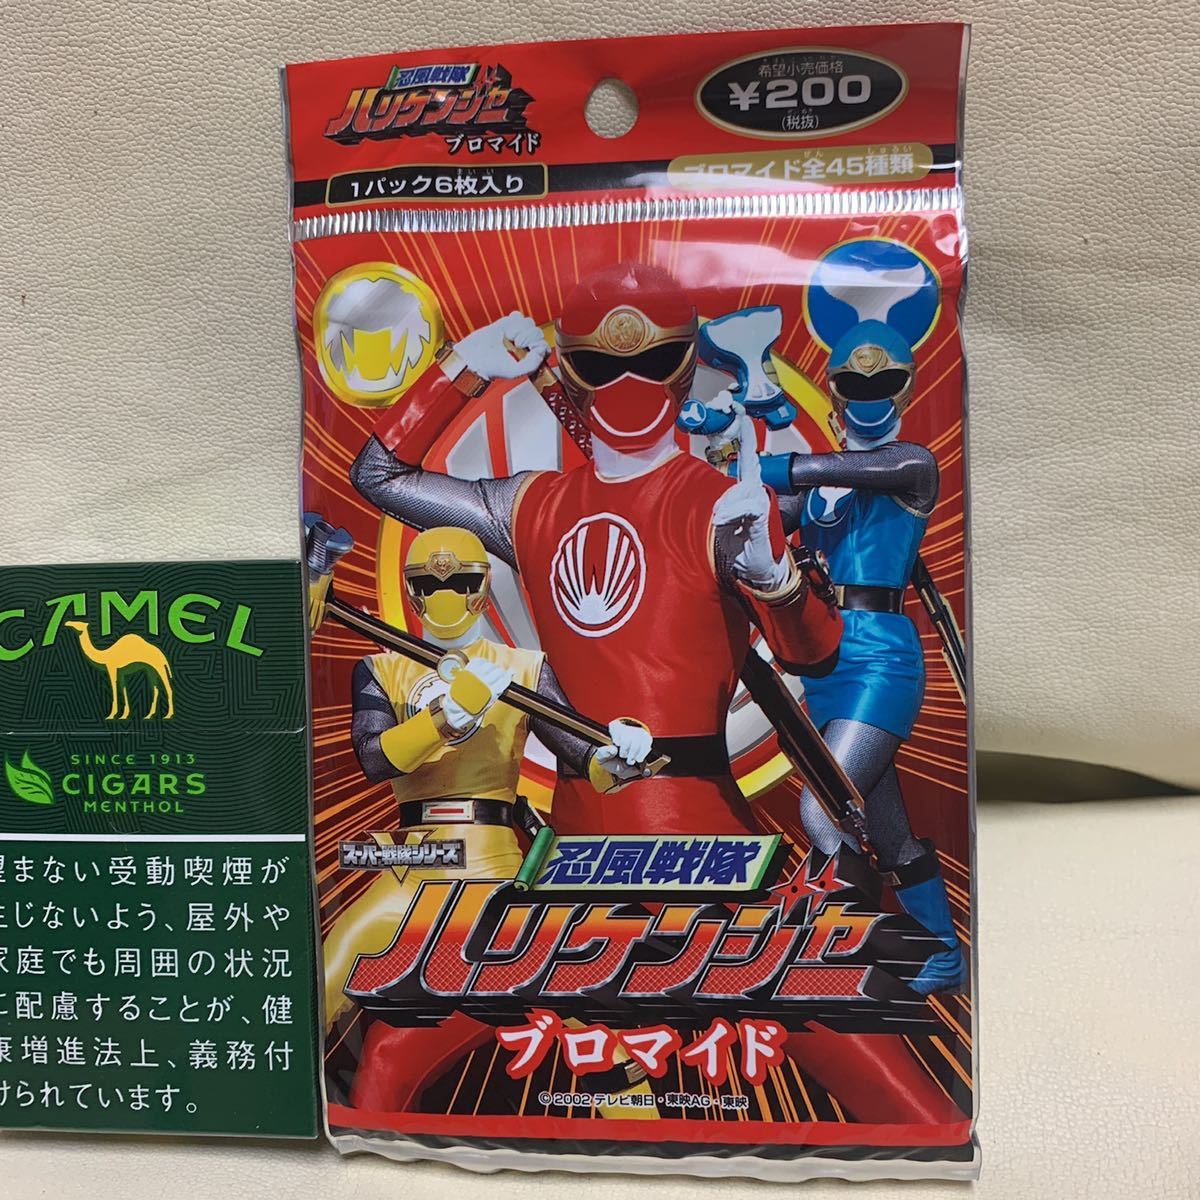 忍風戦隊
ハリケンジャー
ブロマイド
希望小売価格
¥200
(税抜)
1パック6枚入り
ブロマイド全45種類
CAMEL
SINCE 1913
CIGARS
MENTHOL
望まない受動喫煙が
生じないよう、屋外や
家庭でも周囲の状況
に配慮することが、健
康増進法上、義務付
けられています。
スーパー戦隊シリーズ
忍風戦隊
ハリケンジャー
ブロマイド
©2002 テレビ朝日・東映AG・東映